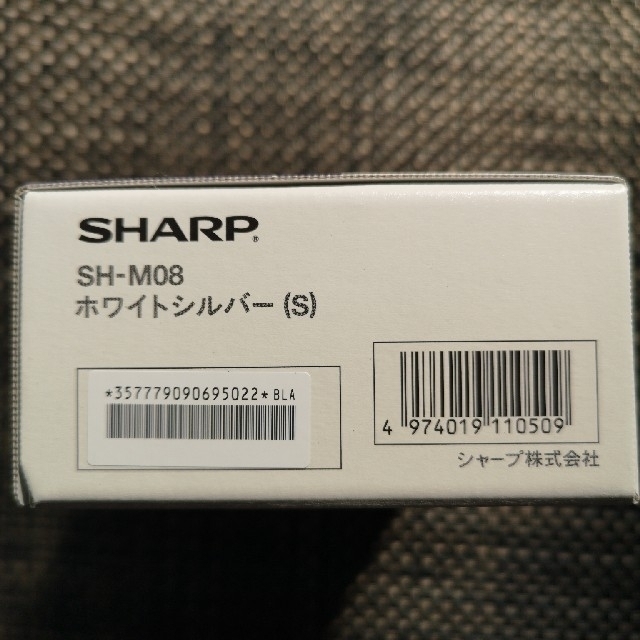 SHARP®
SH-M08
ホワイトシルバー(S)
*357779090695022*BLA
4 974019 110509
シャープ株式会社